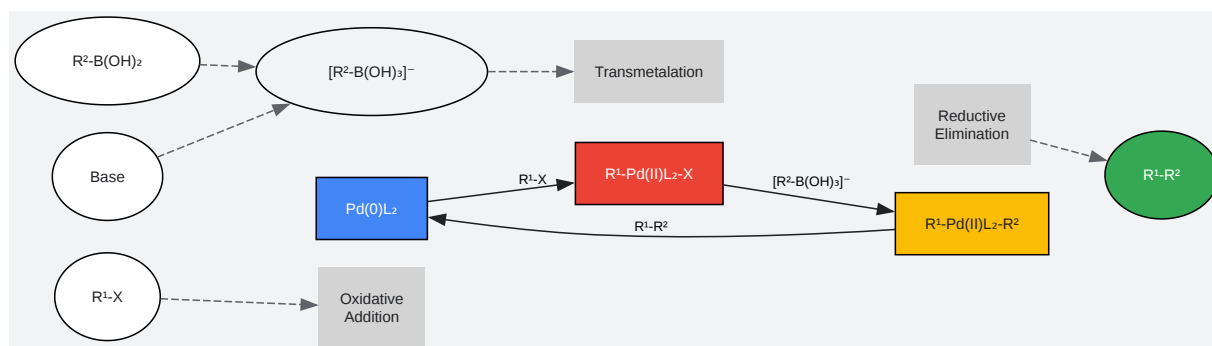 R²-B(OH)₂
[R²-B(OH)₃]⁻
Transmetalation
Reductive
Elimination
Base
R¹-X
R¹-Pd(II)L₂-X
[R²-B(OH)₃]⁻
R¹-R²
Pd(0)L₂
R¹-R²
R¹-Pd(II)L₂-R²
R¹-X
Oxidative
Addition